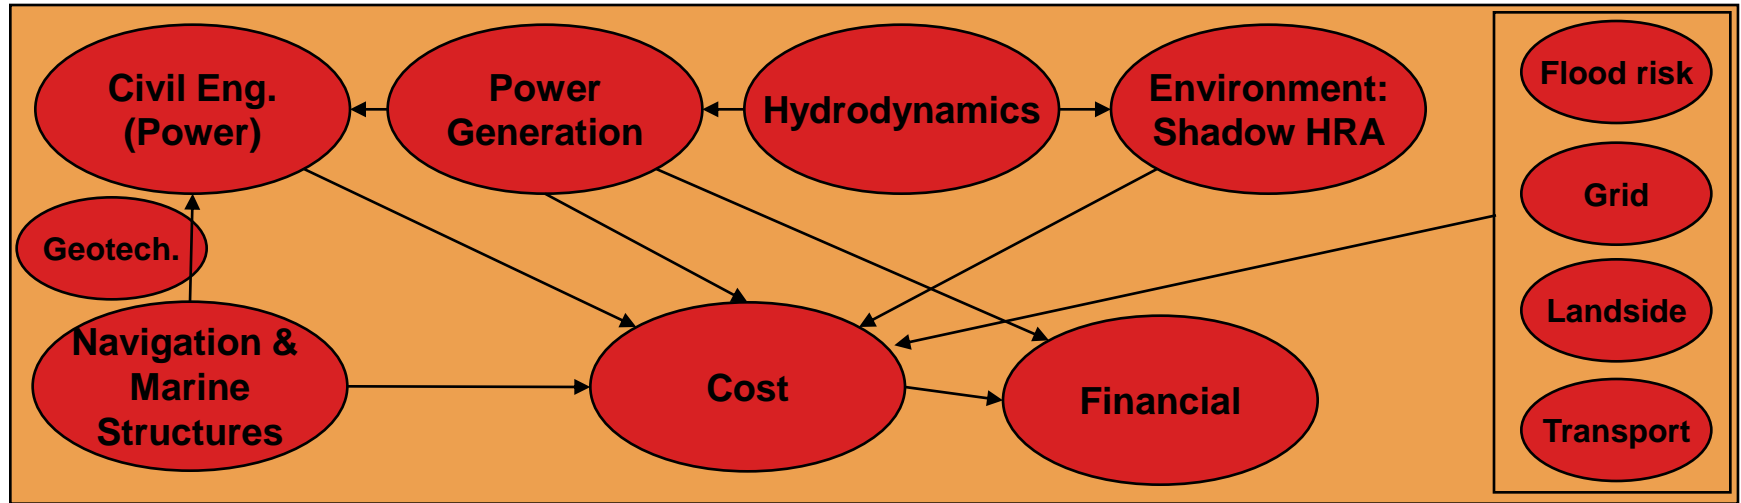 Civil Eng.
(Power)
Power
Generation
Hydrodynamics
Environment:
Shadow HRA
Flood risk
Grid
Landside
Transport
Geotech.
Navigation &
Marine
Structures
Cost
Financial